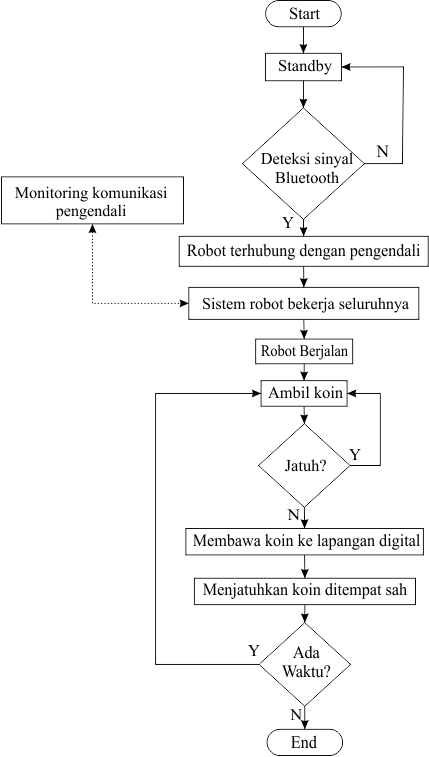 Start
Standby
Deteksi sinyal
Bluetooth
N
Y
Monitoring komunikasi
pengendali
Robot terhubung dengan pengendali
Sistem robot bekerja seluruhnya
Robot Berjalan
Ambil koin
Jatuh?
Y
N
Membawa koin ke lapangan digital
Menjatuhkan koin ditempat sah
Ada
Waktu?
Y
N
End